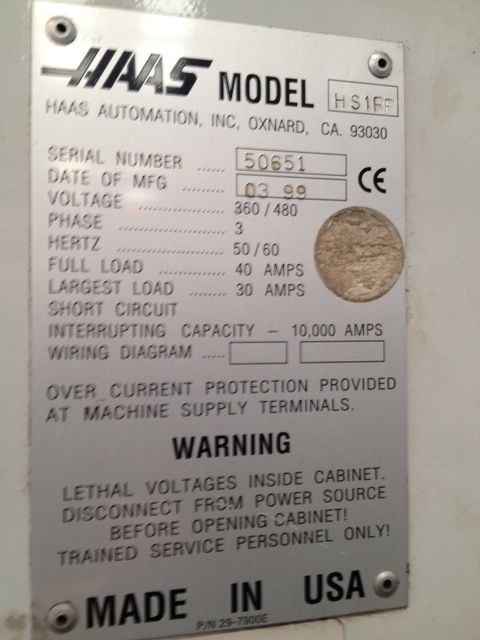 HAAS MODEL HS1RP
HAAS AUTOMATION, INC, OXNARD, CA. 93030
SERIAL NUMBER ...... 50651
DATE OF MFG ...... 03 99 CE
VOLTAGE ................ 360 / 480
PHASE ..................... 3
HERTZ .................... 50 / 60
FULL LOAD ............ 40 AMPS
LARGEST LOAD ........ 30 AMPS
SHORT CIRCUIT
INTERRUPTING CAPACITY – 10,000 AMPS
WIRING DIAGRAM .....
OVER CURRENT PROTECTION PROVIDED
AT MACHINE SUPPLY TERMINALS.
WARNING
LETHAL VOLTAGES INSIDE CABINET.
DISCONNECT FROM POWER SOURCE
BEFORE OPENING CABINET!
TRAINED SERVICE PERSONNEL ONLY!
MADE IN USA
P/N 29-7900E